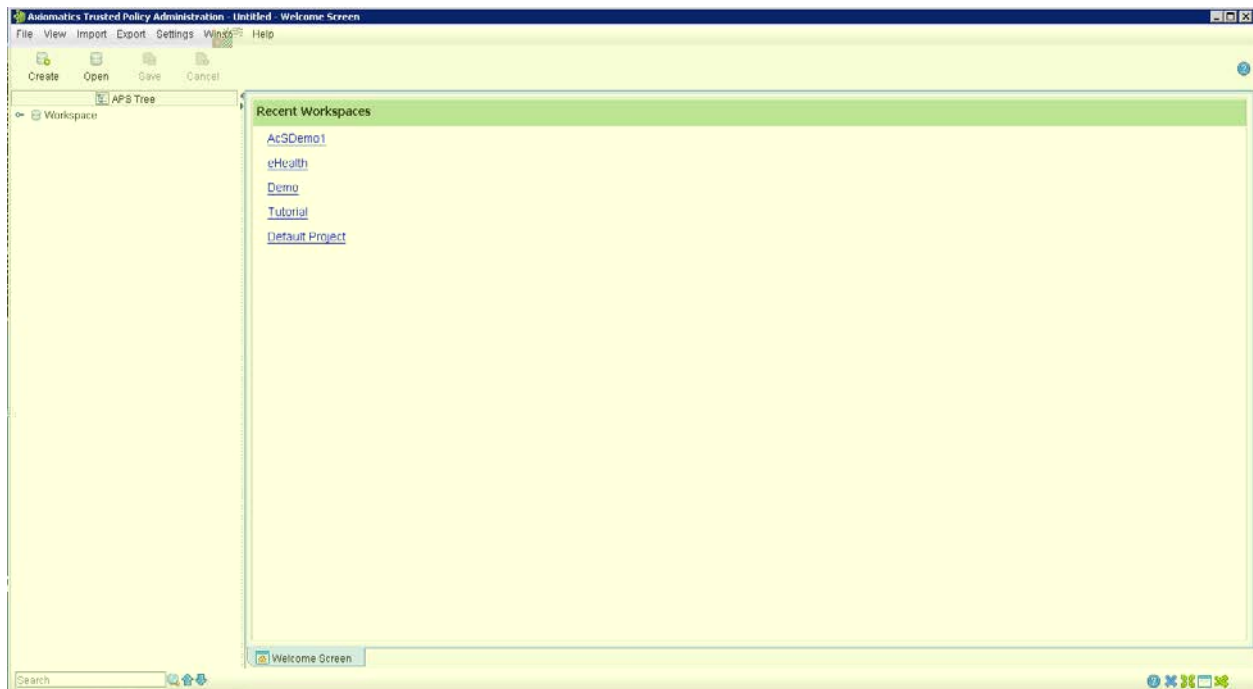 Axiomatics Trusted Policy Administration - Untitled - Welcome Screen
File View Import Export Settings Help
Create Open Save Cancel
APS Tree
Workspace
Recent Workspaces
AcSDemo1
eHealth
Demo
Tutorial
Default Project
Welcome Screen
Search